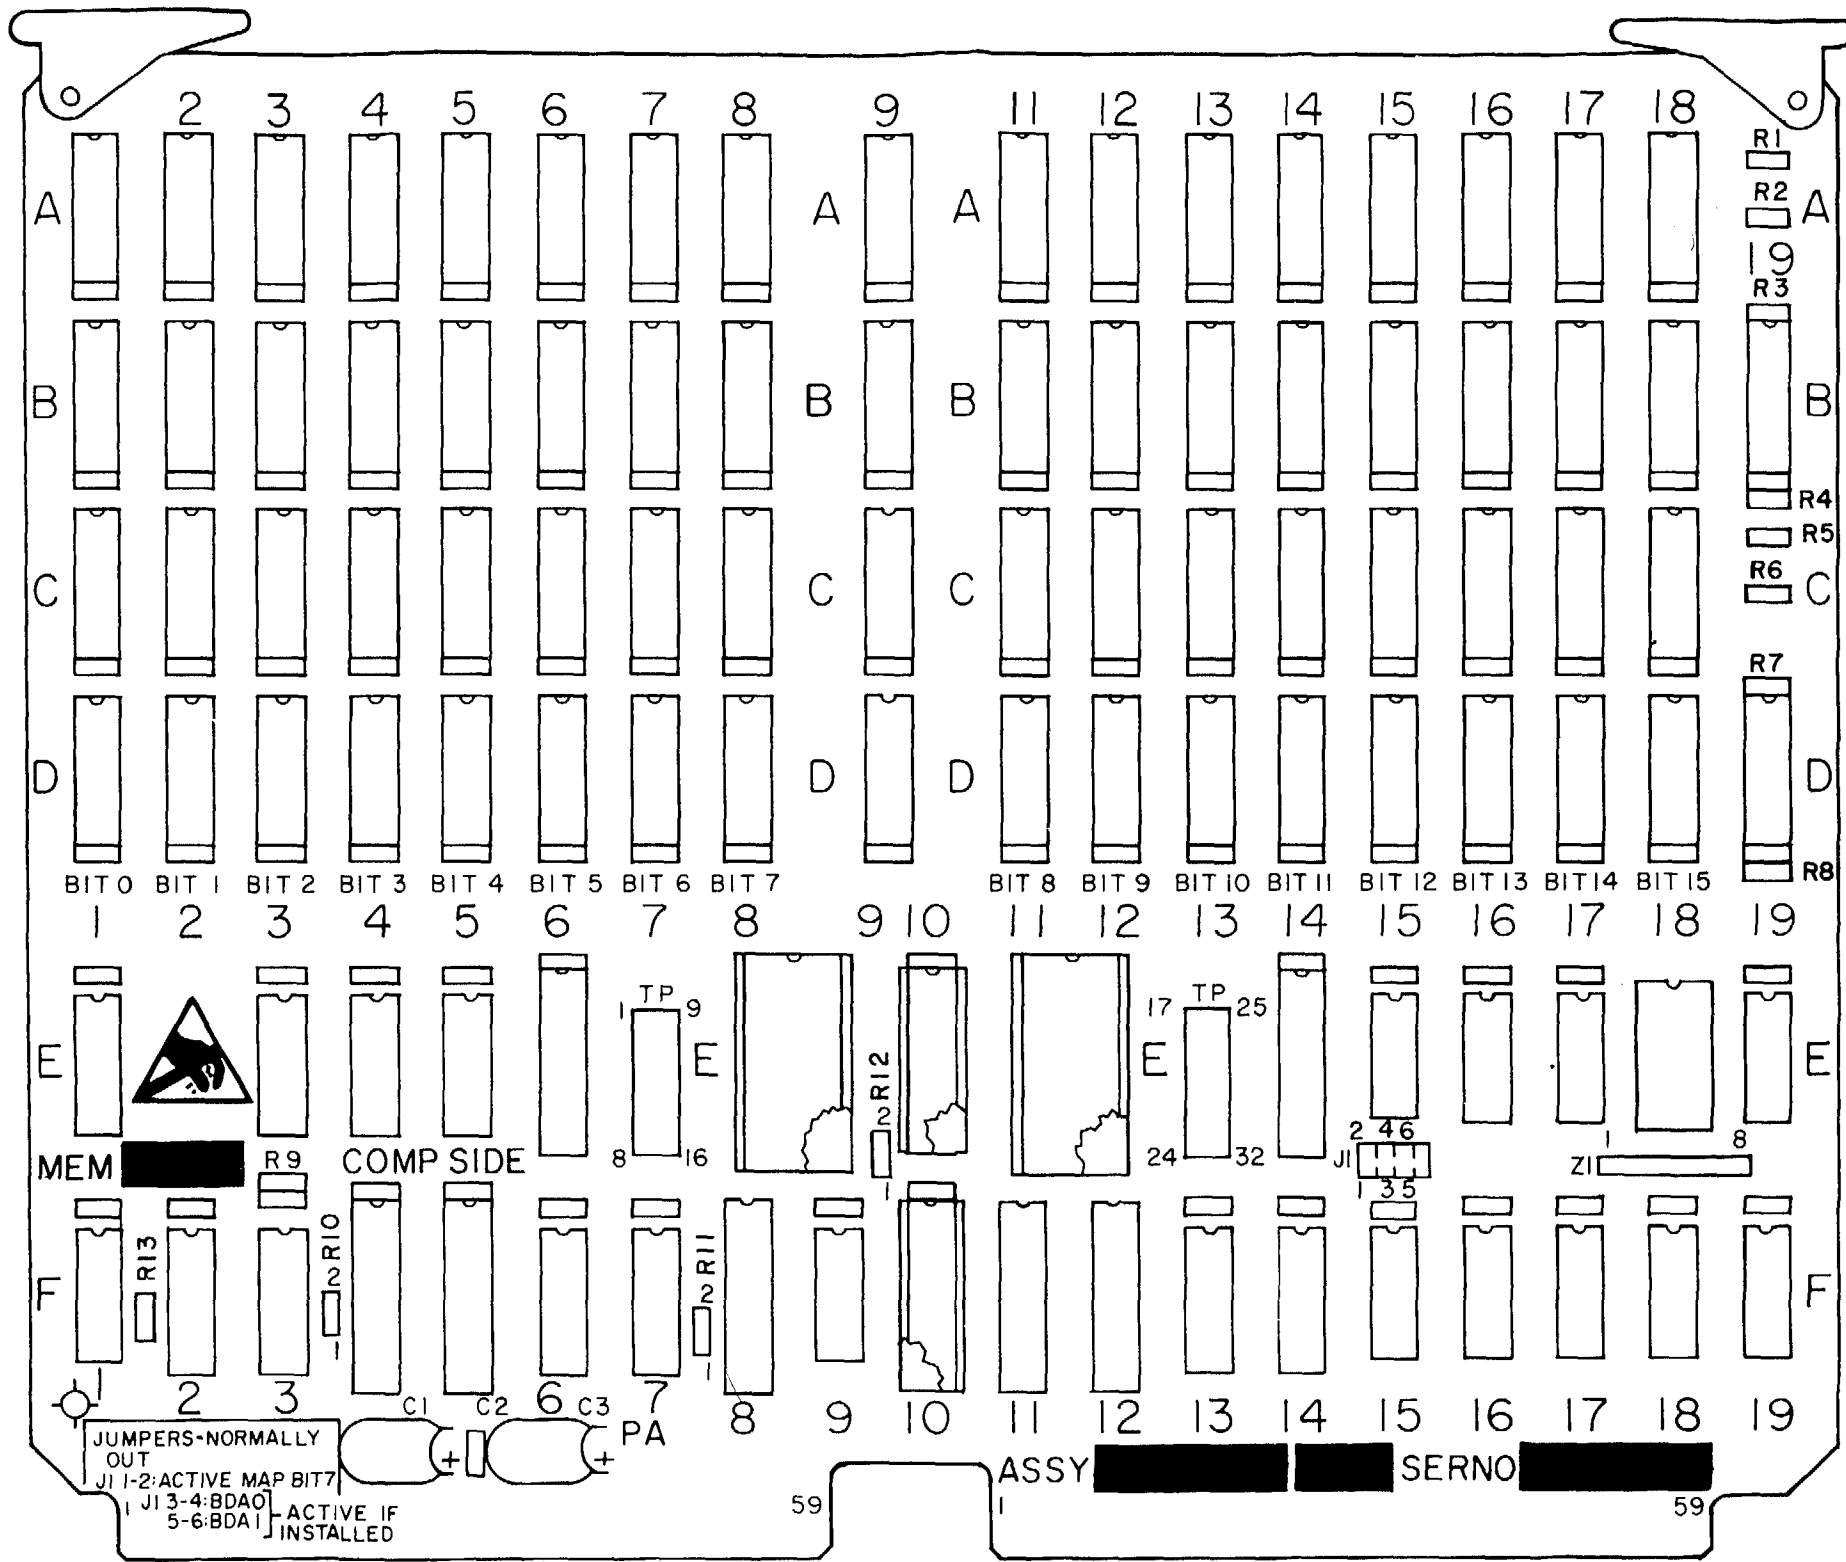 2 3 4 5 6 7 8 9 11 12 13 14 15 16 17 18
R1
R2
A A A A
19
R3
B B B B
R4
R5
R6
C C C C
R7
D D D D
R8
BIT 0 BIT 1 BIT 2 BIT 3 BIT 4 BIT 5 BIT 6 BIT 7 BIT 8 BIT 9 BIT 10 BIT 11 BIT 12 BIT 13 BIT 14 BIT 15
1 2 3 4 5 6 7 8 9 10 11 12 13 14 15 16 17 18 19
TP TP
1 9 17 25
E E E E
R12
2
2 4 6
1 8
MEM R9 COMP SIDE 8 16 24 32 J1 Z1
1
1 3 5
R13 R10 R11
2 2
F F
1 1
1 2 3 6 7 8 9 10 11 12 13 14 15 16 17 18 19
C1 C2 C3
PA
+ +
JUMPERS-NORMALLY
OUT
J1 1-2:ACTIVE MAP BIT7
J1 3-4:BDA0
5-6:BDA1
ACTIVE IF
INSTALLED
ASSY SERNO
1 59 1 59